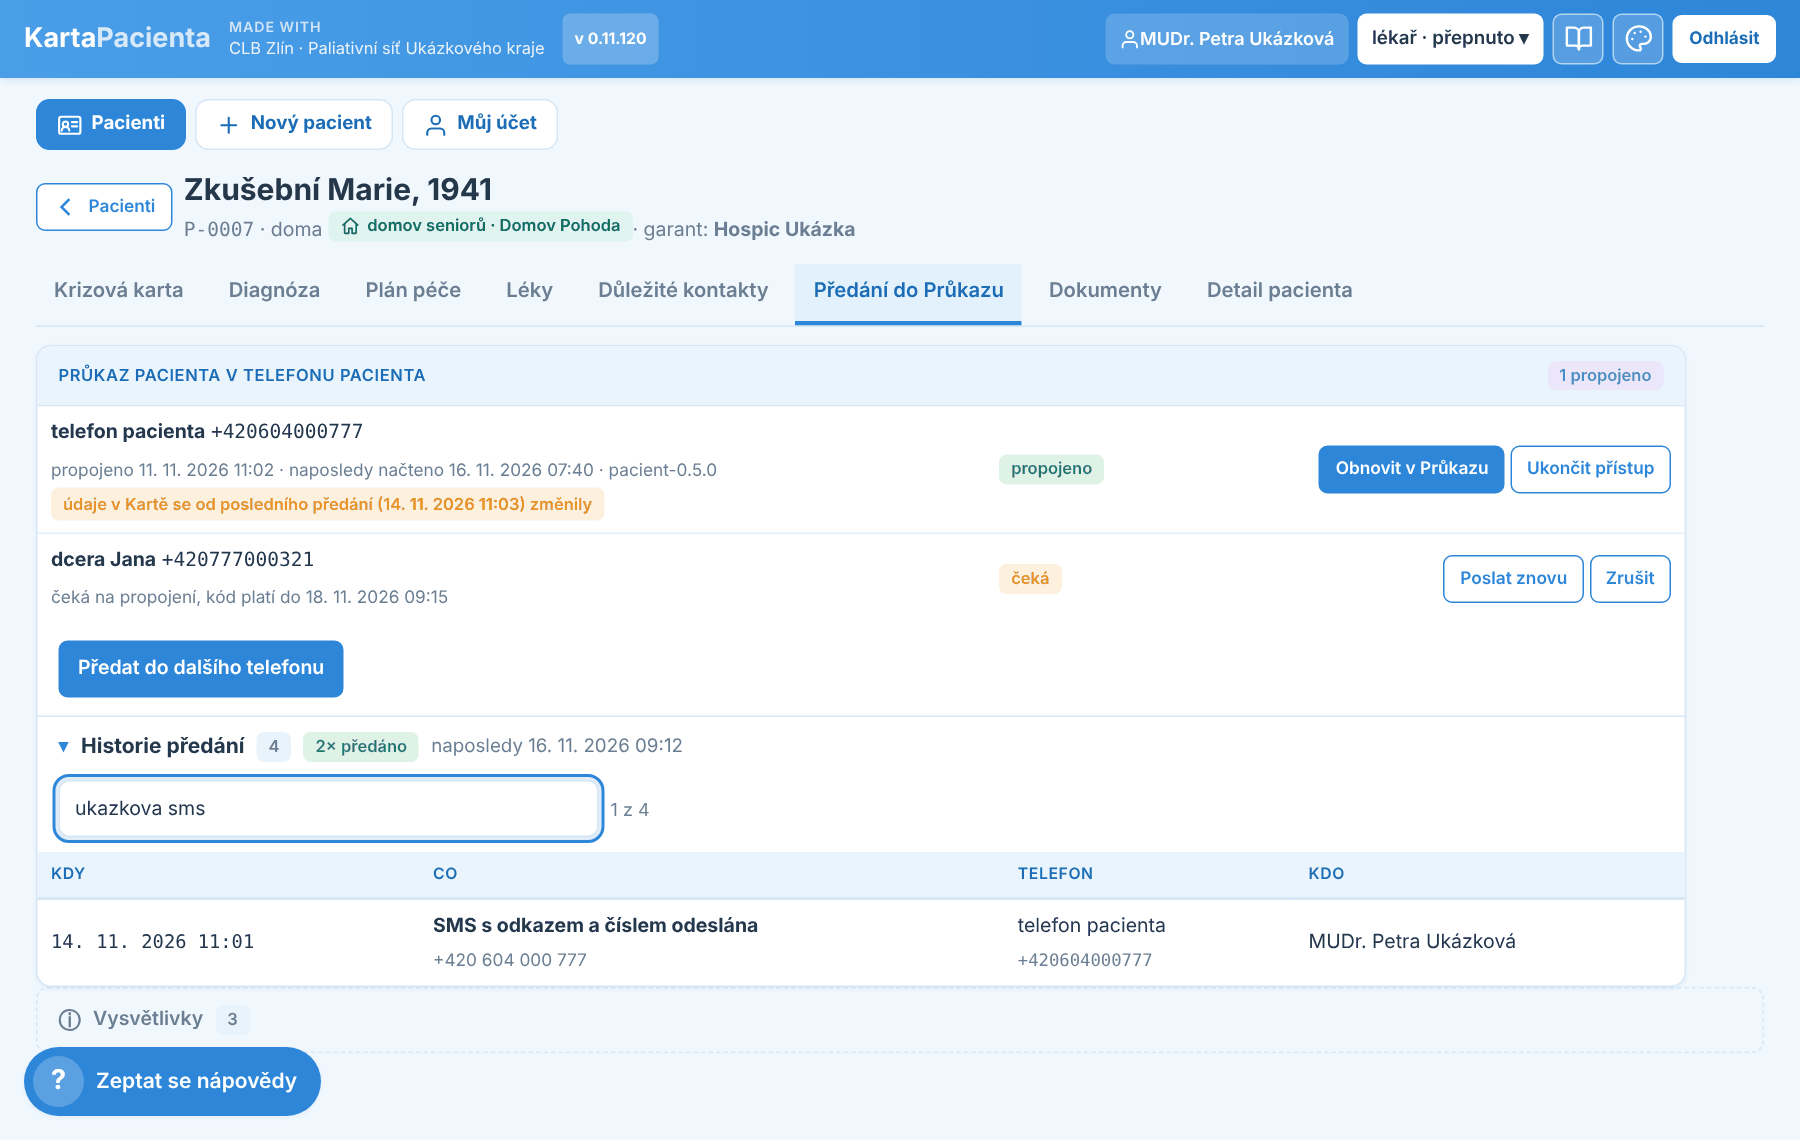 KartaPacienta
MADE WITH
CLB Zlín · Paliativní síť Ukázkového kraje
v 0.11.120
MUDr. Petra Ukázková
lékař · přepnuto ▾
Odhlásit
Pacienti
Nový pacient
Můj účet
Pacienti
Zkušební Marie, 1941
P-0007 · doma domov seniorů · Domov Pohoda · garant: Hospic Ukázka
Krizová karta
Diagnóza
Plán péče
Léky
Důležité kontakty
Předání do Průkazu
Dokumenty
Detail pacienta
PRŮKAZ PACIENTA V TELEFONU PACIENTA
1 propojeno
telefon pacienta +420604000777
propojeno 11. 11. 2026 11:02 · naposledy načteno 16. 11. 2026 07:40 · pacient-0.5.0
údaje v Kartě se od posledního předání (14. 11. 2026 11:03) změnily
propojeno
Obnovit v Průkazu
Ukončit přístup
dcera Jana +420777000321
čeká na propojení, kód platí do 18. 11. 2026 09:15
čeká
Poslat znovu
Zrušit
Předat do dalšího telefonu
▼ Historie předání 4 2× předáno naposledy 16. 11. 2026 09:12
ukazkova sms
1 z 4
KDY CO TELEFON KDO
14. 11. 2026 11:01
SMS s odkazem a číslem odeslána
+420 604 000 777
telefon pacienta
+420604000777
MUDr. Petra Ukázková
Vysvětlivky 3
? Zeptat se nápovědy